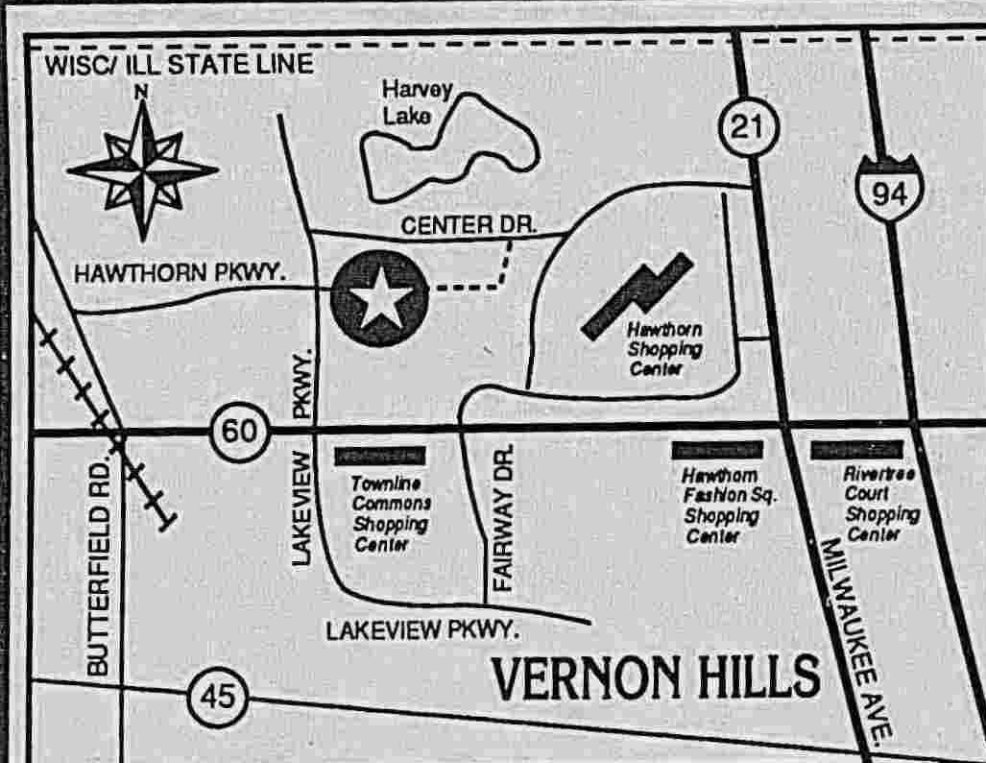 WISC/ ILL STATE LINE
N
Harvey
Lake
21
94
CENTER DR.
HAWTHORN PKWY.
Hawthorn
Shopping
Center
LAKEVIEW PKWY.
60
BUTTERFIELD RD.
Townline
Commons
Shopping
Center
FAIRWAY DR.
Hawthorn
Fashion Sq.
Shopping
Center
Rivertree
Court
Shopping
Center
MILWAUKEE AVE.
LAKEVIEW PKWY.
VERNON HILLS
45